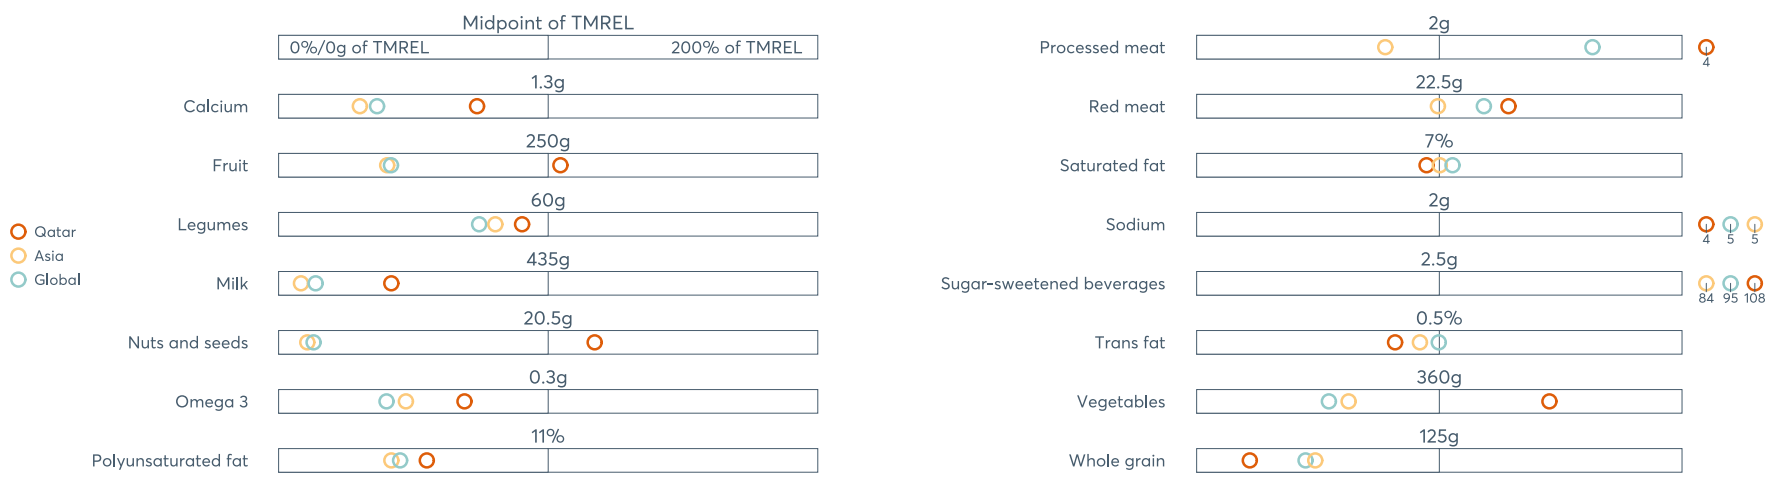 Midpoint of TMREL
0%/0g of TMREL 200% of TMREL
1.3g
Calcium
250g
Fruit
60g
Legumes
435g
Milk
20.5g
Nuts and seeds
0.3g
Omega 3
11%
Polyunsaturated fat
Qatar
Asia
Global
2g
Processed meat
4
22.5g
Red meat
7%
Saturated fat
2g
Sodium
4 5 5
2.5g
Sugar-sweetened beverages
84 95 108
0.5%
Trans fat
360g
Vegetables
125g
Whole grain